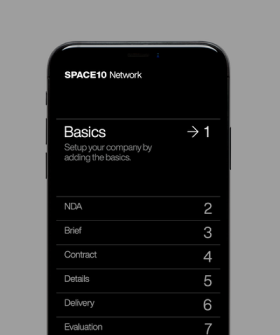 SPACE10 Network
Basics → 1
Setup your company by
adding the basics.
NDA 2
Brief 3
Contract 4
Details 5
Delivery 6
Evaluation 7